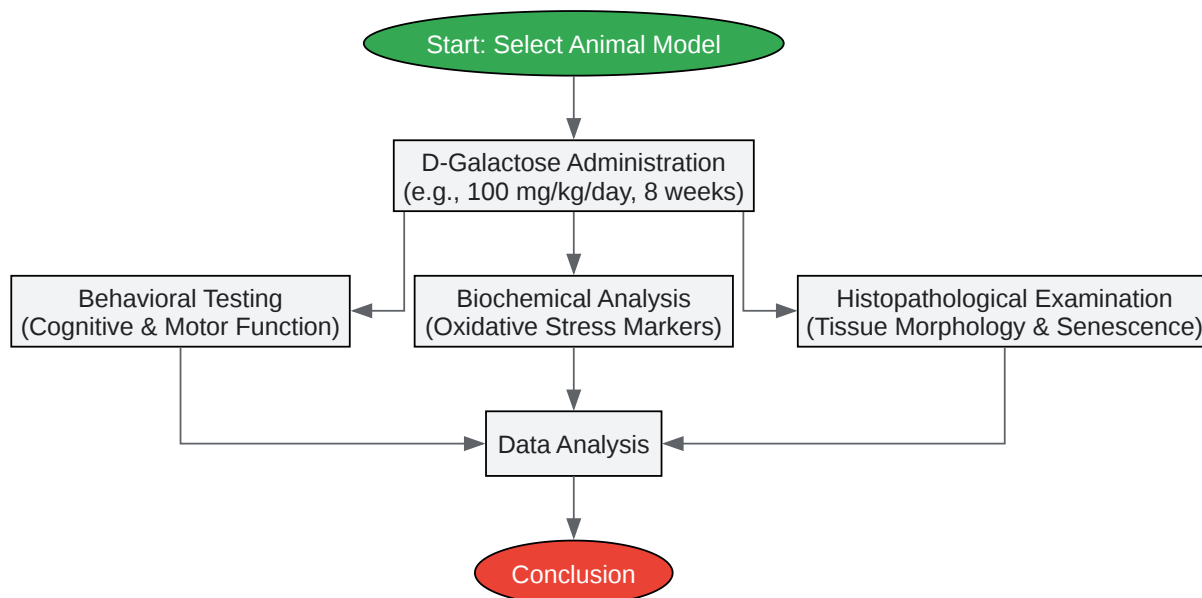 Start: Select Animal Model
D-Galactose Administration
(e.g., 100 mg/kg/day, 8 weeks)
Behavioral Testing
(Cognitive & Motor Function)
Biochemical Analysis
(Oxidative Stress Markers)
Histopathological Examination
(Tissue Morphology & Senescence)
Data Analysis
Conclusion